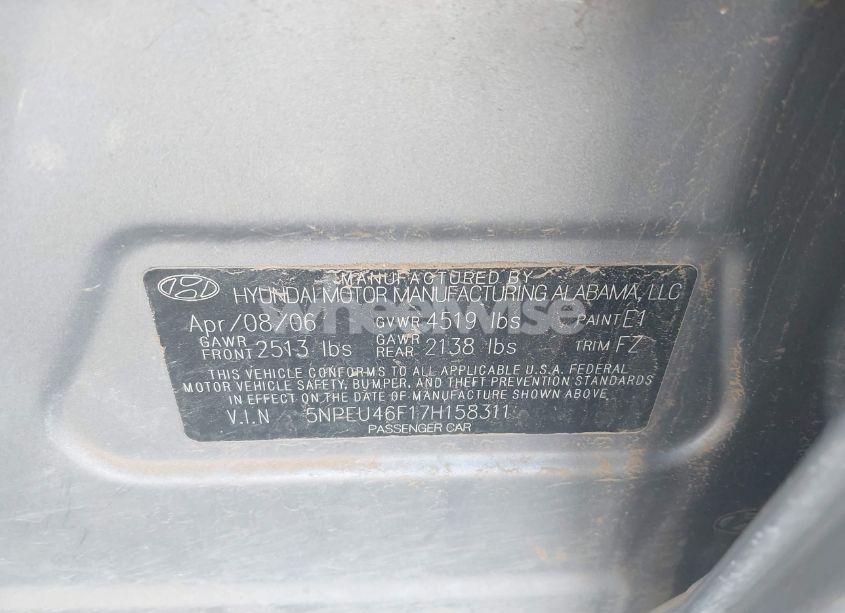 MANUFACTURED BY
HYUNDAI MOTOR MANUFACTURING ALABAMA, LLC
Apr/08/06 GVWR 4519 lbs PAINT E1
GAWR FRONT 2513 lbs GAWR REAR 2138 lbs TRIM FZ
THIS VEHICLE CONFORMS TO ALL APPLICABLE U.S.A. FEDERAL
MOTOR VEHICLE SAFETY, BUMPER, AND THEFT PREVENTION STANDARDS
IN EFFECT ON THE DATE OF MANUFACTURE SHOWN ABOVE
V.I.N 5NPEU46F17H158311
PASSENGER CAR
wheelwise